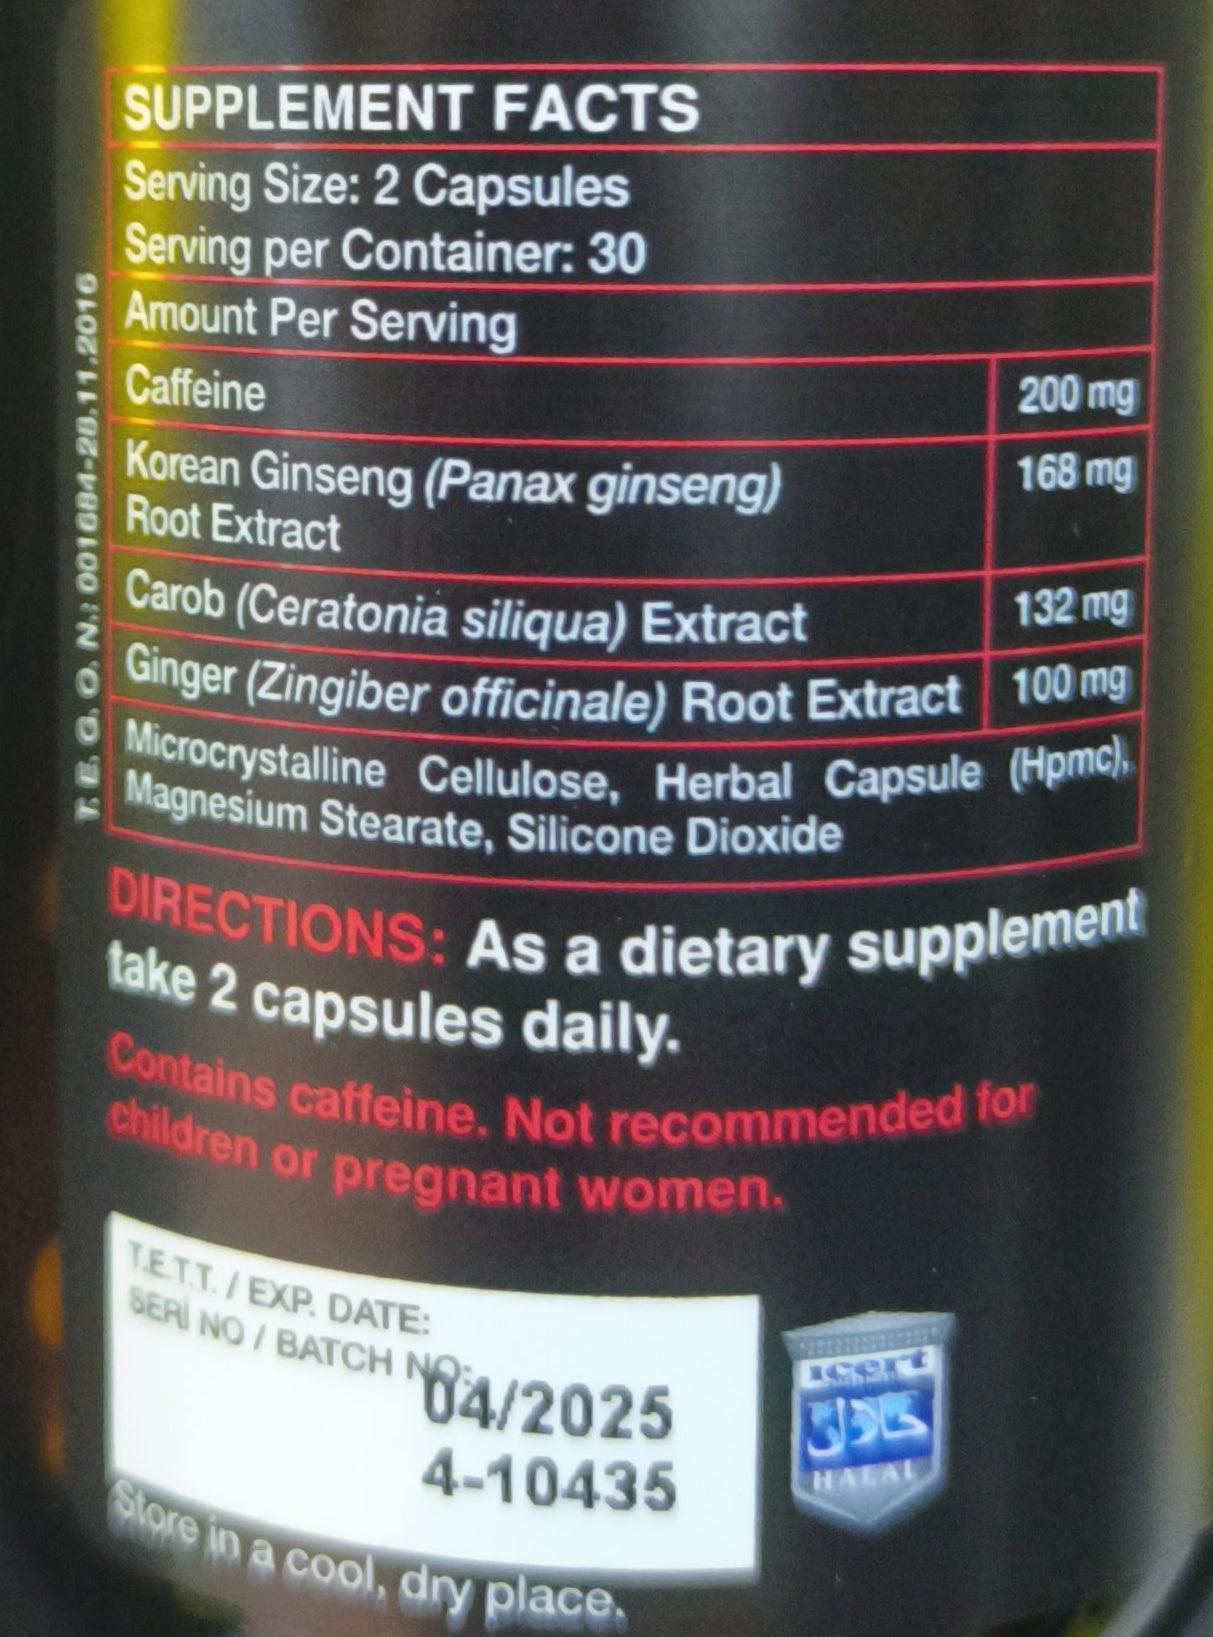 SUPPLEMENT FACTS
Serving Size: 2 Capsules
Serving per Container: 30
Amount Per Serving
Caffeine 200 mg
Korean Ginseng (Panax ginseng) 168 mg
Root Extract
Carob (Ceratonia siliqua) Extract 132 mg
Ginger (Zingiber officinale) Root Extract 100 mg
Microcrystalline Cellulose, Herbal Capsule (Hpmc),
Magnesium Stearate, Silicone Dioxide
T. E. G. O. N.: 001684-28.11.2016
DIRECTIONS: As a dietary supplement
take 2 capsules daily.
Contains caffeine. Not recommended for
children or pregnant women.
T.E.T.T. / EXP. DATE:
SERİ NO / BATCH NO:
04/2025
4-10435
icert
حلال
HALAL
Store in a cool, dry place.